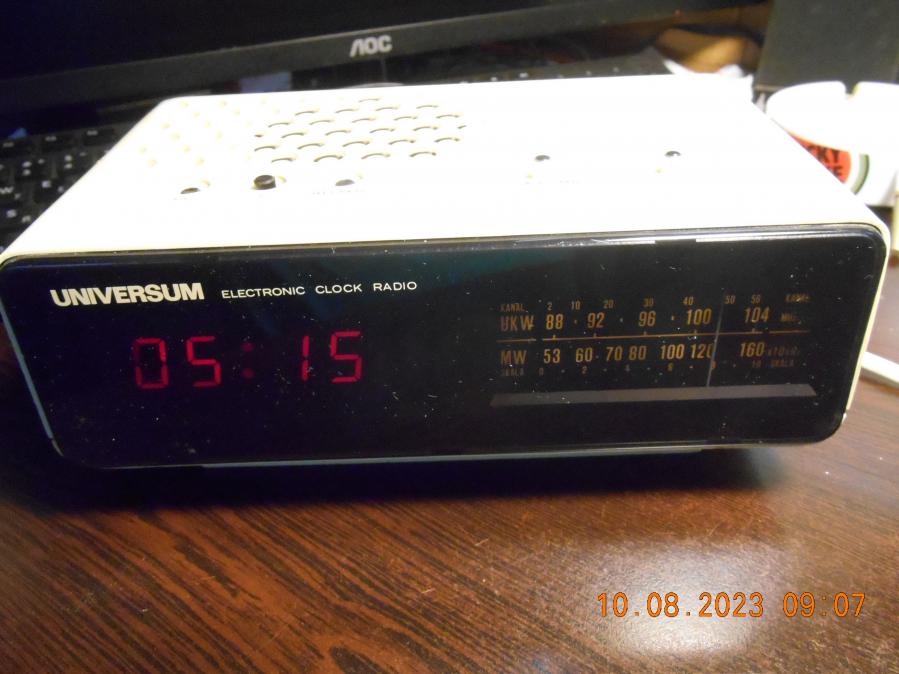 AOC
UNIVERSUM ELECTRONIC CLOCK RADIO
05:15
KANAL 2 10 20 30 40 50 56 KANAL
UKW 88 92 96 100 104 MHz
MW 53 60 70 80 100 120 160 x10kHz
SKALA 0 2 4 6 8 10 SKALA
10.08.2023 09:07